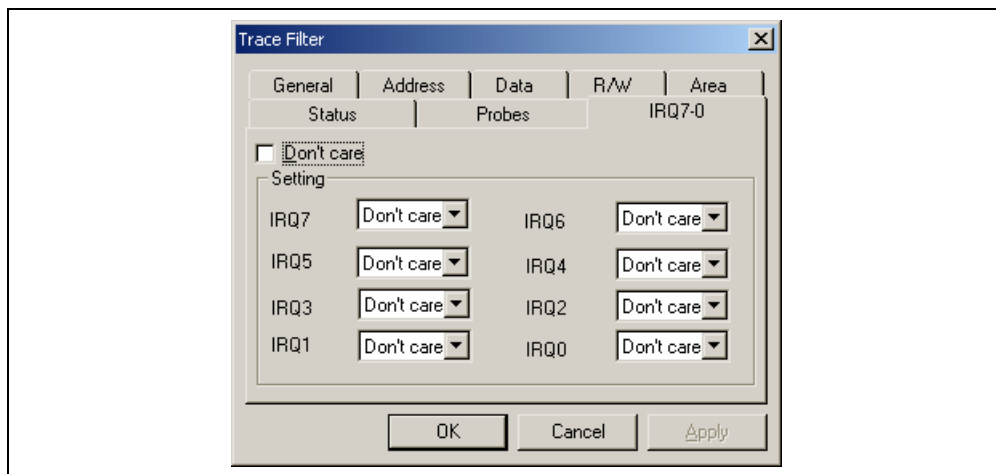 Trace Filter
General Address Data R/W Area
Status Probes IRQ7-0
Don't care
Setting
IRQ7 Don't care IRQ6 Don't care
IRQ5 Don't care IRQ4 Don't care
IRQ3 Don't care IRQ2 Don't care
IRQ1 Don't care IRQ0 Don't care
OK Cancel Apply